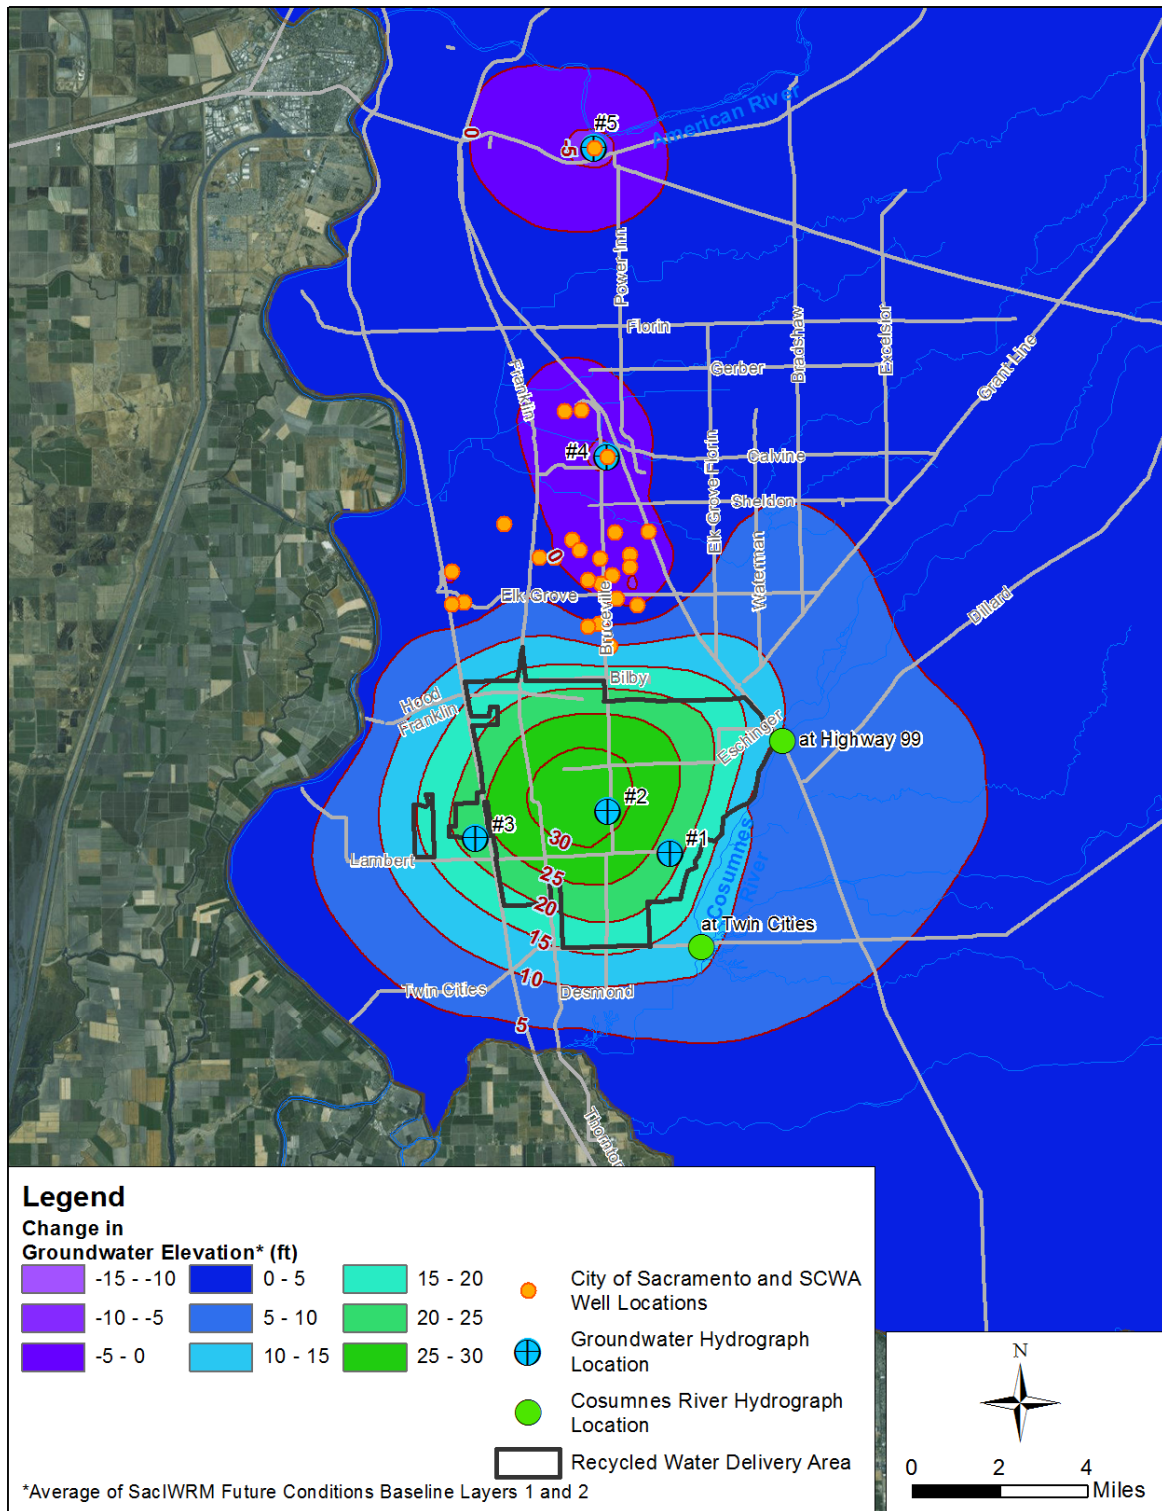 #5
American River
0
-5
Power Inn
Florin
Bradshaw
Excelsior
Gerber
Grant Line
Franklin
#4
Calvine
Elk Grove Florin
Sheldon
0
Waterman
Elk Grove
Dillard
Bruceville
Bilby
Hood
Franklin
Eschinger
at Highway 99
#2
#3
30
#1
Lambert
25
Cosumnes
River
20
at Twin Cities
15
10
Twin Cities
Desmond
5
Thornton
Legend
Change in
Groundwater Elevation* (ft)
-15 - -10
0 - 5
15 - 20
-10 - -5
5 - 10
20 - 25
-5 - 0
10 - 15
25 - 30
City of Sacramento and SCWA
Well Locations
Groundwater Hydrograph
Location
Cosumnes River Hydrograph
Location
Recycled Water Delivery Area
*Average of SacIWRM Future Conditions Baseline Layers 1 and 2
N
0 2 4
Miles